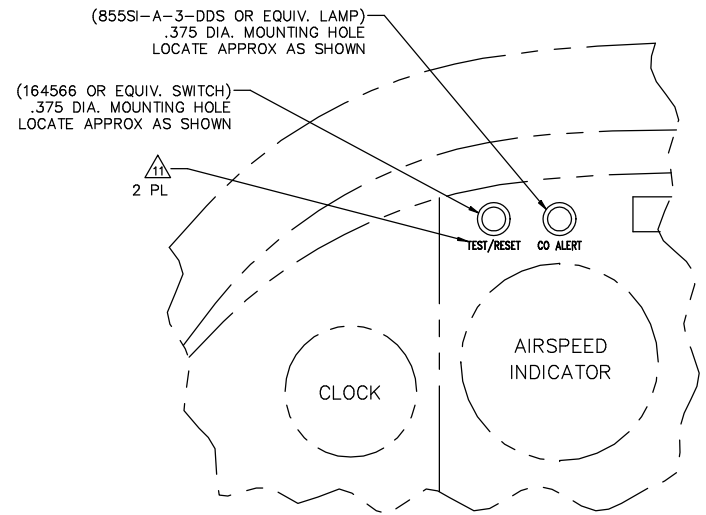 (855SI-A-3-DDS OR EQUIV. LAMP)
.375 DIA. MOUNTING HOLE
LOCATE APPROX AS SHOWN
(164566 OR EQUIV. SWITCH)
.375 DIA. MOUNTING HOLE
LOCATE APPROX AS SHOWN
11
2 PL
TEST/RESET
CO ALERT
AIRSPEED
INDICATOR
CLOCK